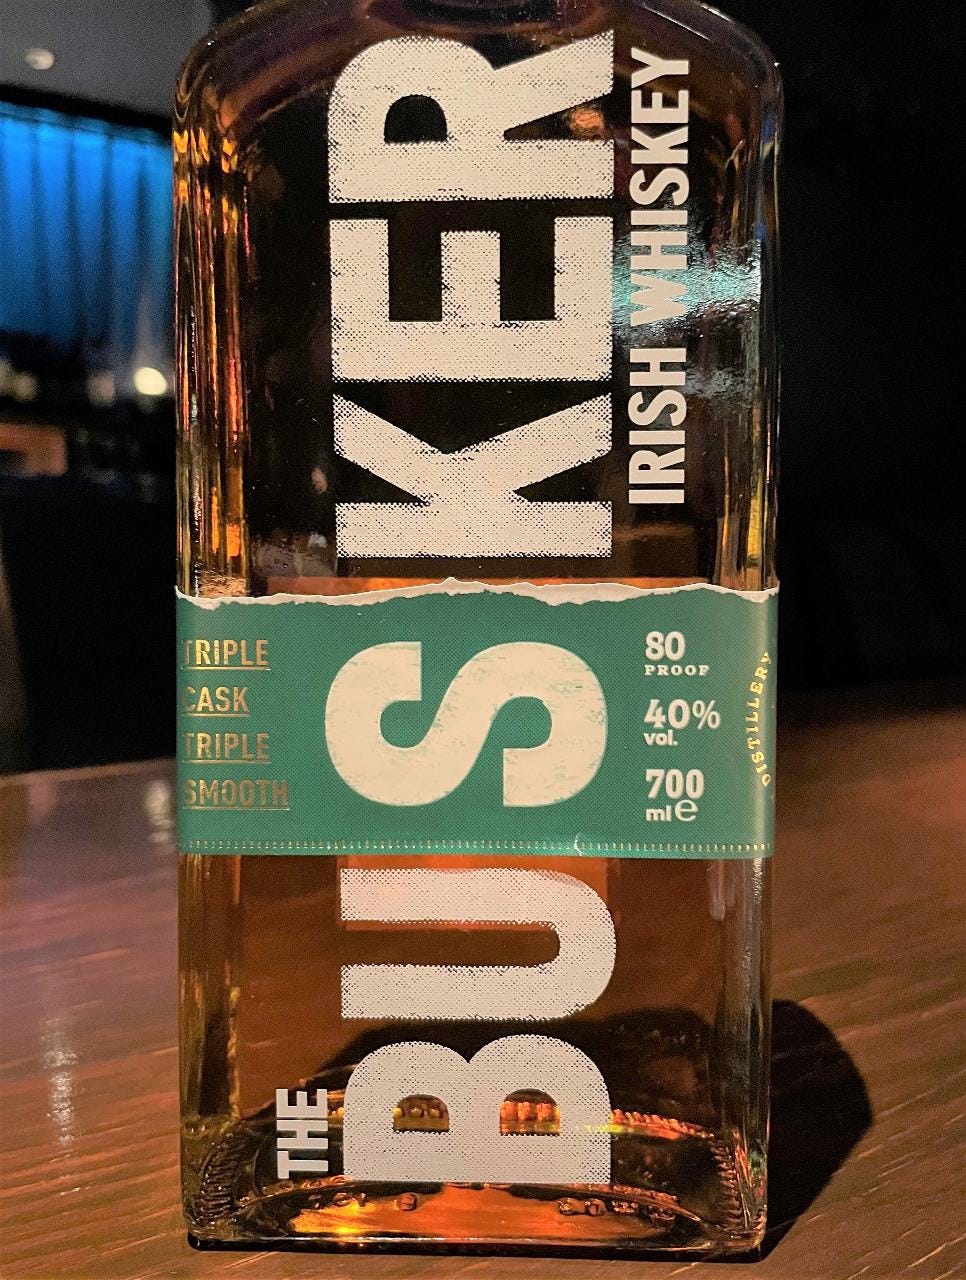 THE
BUSKER
IRISH WHISKEY
TRIPLE
CASK
TRIPLE
SMOOTH
80
PROOF
40%
vol.
700
ml e
DISTILLERY